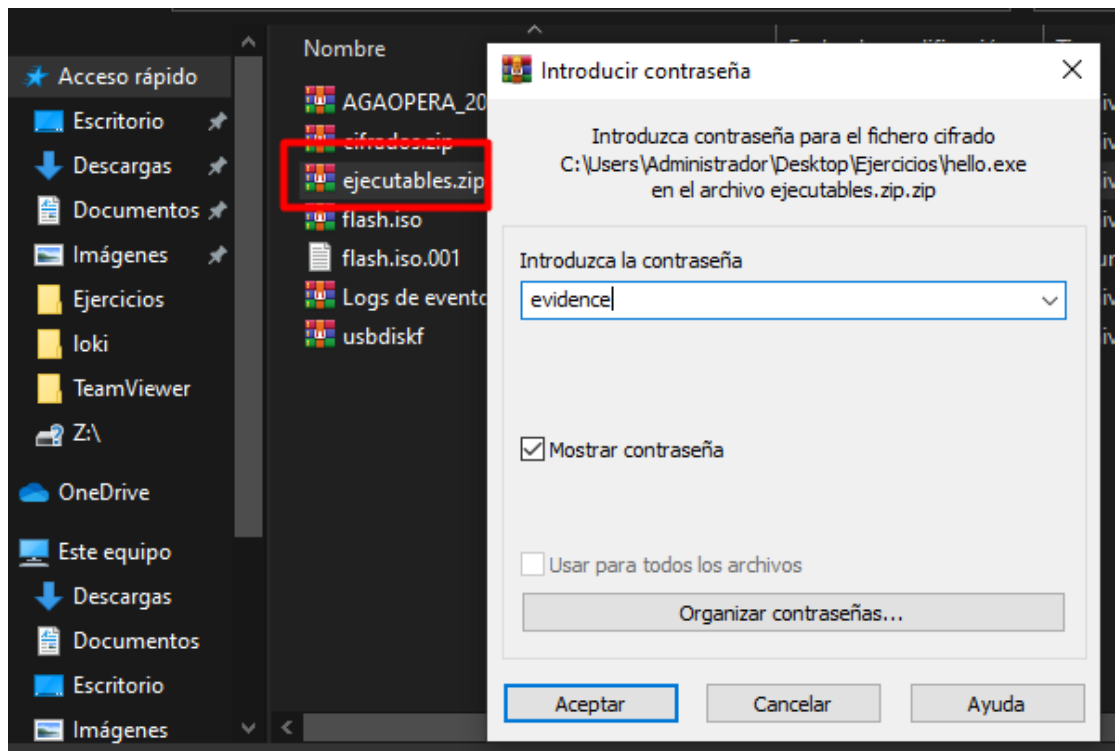 Acceso rápido
Escritorio
Descargas
Documentos
Imágenes
Ejercicios
loki
TeamViewer
Z:\
OneDrive
Este equipo
Descargas
Documentos
Escritorio
Imágenes
Nombre
AGAOPERA_20
cifrados.zip
ejecutables.zip
flash.iso
flash.iso.001
Logs de evento
usbdiskf
Introducir contraseña
Introduzca contraseña para el fichero cifrado
C:\Users\Administrador\Desktop\Ejercicios\hello.exe
en el archivo ejecutables.zip.zip
Introduzca la contraseña
evidence
Mostrar contraseña
Usar para todos los archivos
Organizar contraseñas...
Aceptar
Cancelar
Ayuda